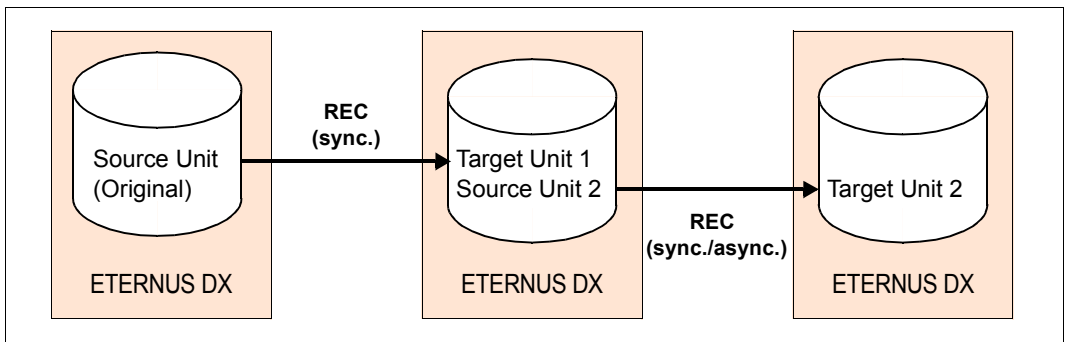 Source Unit
(Original)
ETERNUS DX
REC
(sync.)
Target Unit 1
Source Unit 2
ETERNUS DX
REC
(sync./async.)
Target Unit 2
ETERNUS DX